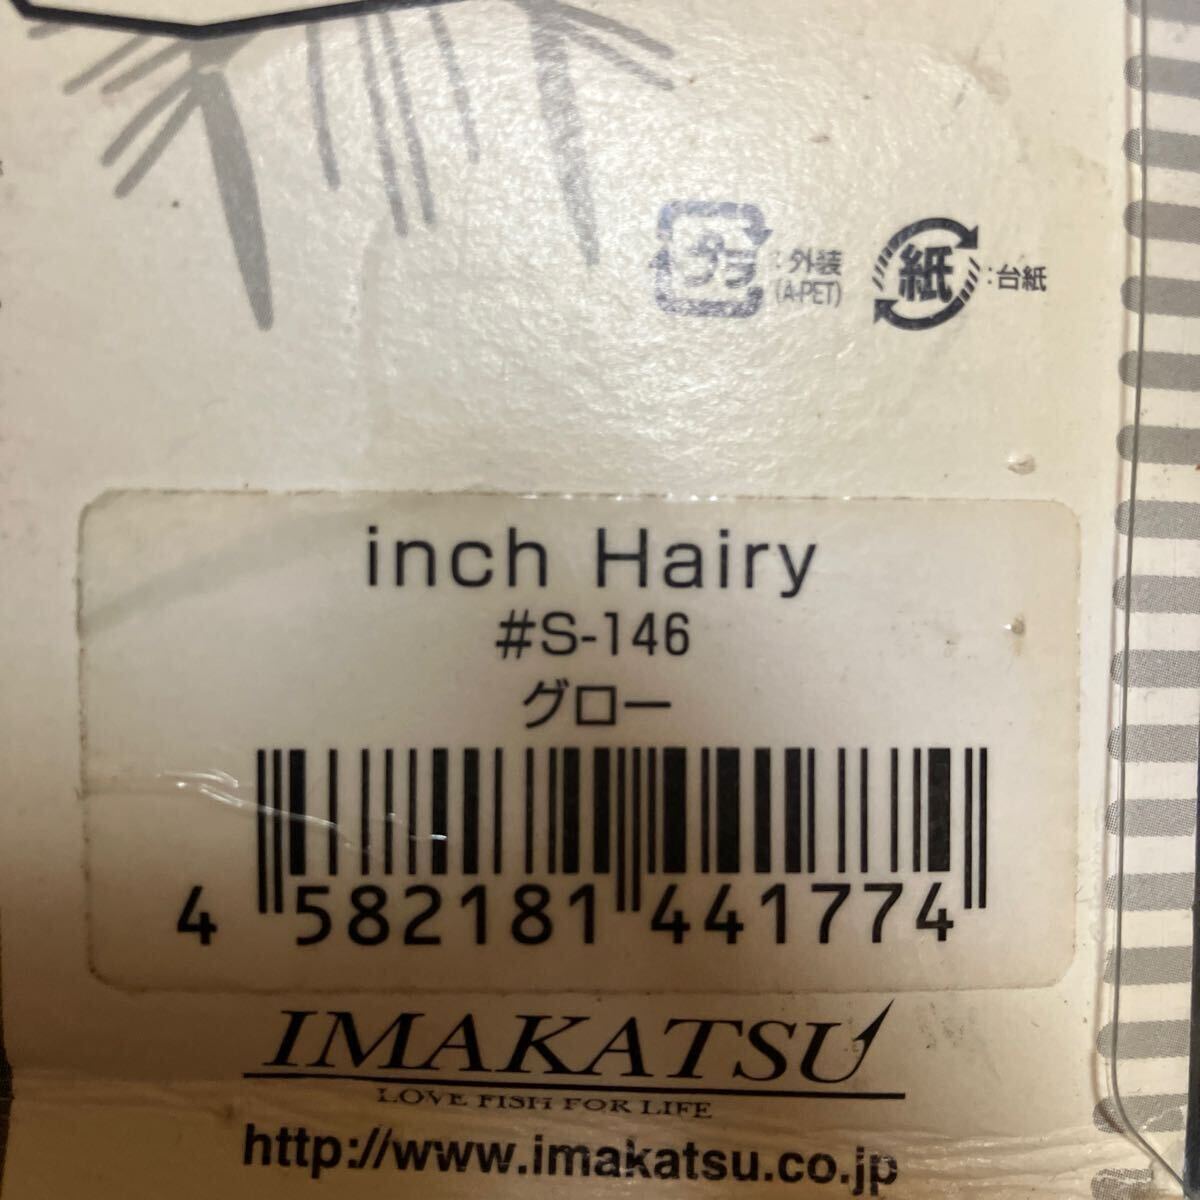 プラ
:外装
(A-PET)
紙
:台紙
inch Hairy
#S-146
グロー
4 582181 441774
IMAKATSU
LOVE FISH FOR LIFE
http://www.imakatsu.co.jp